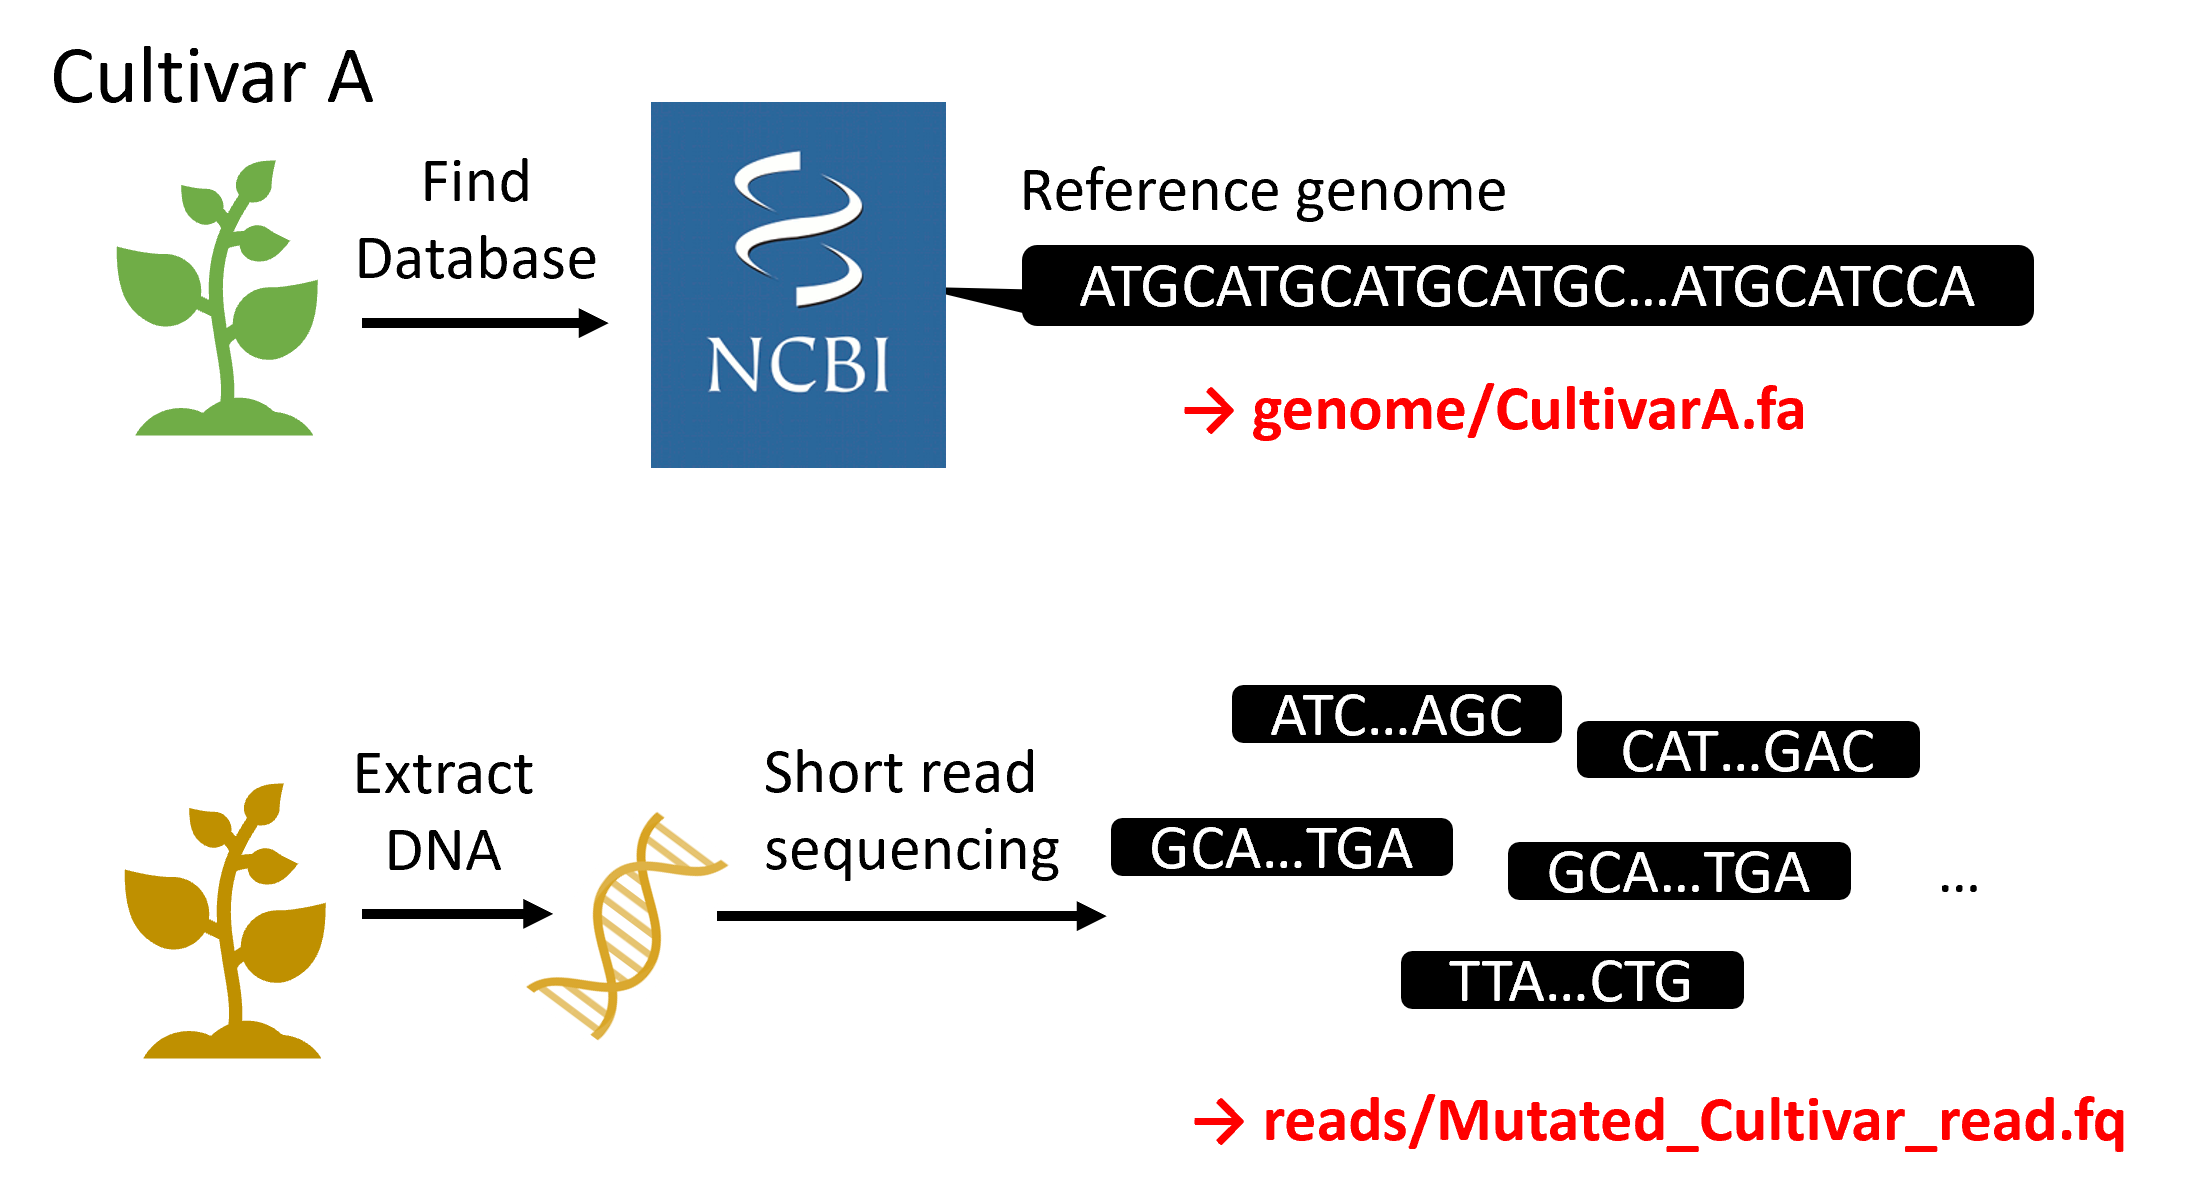 Cultivar A
Find
Database
NCBI
Reference genome
ATGCATGCATGCATGC...ATGCATCCA
→ genome/CultivarA.fa
Extract
DNA
Short read
sequencing
ATC...AGC
CAT...GAC
GCA...TGA
GCA...TGA
...
TTA...CTG
→ reads/Mutated_Cultivar_read.fq